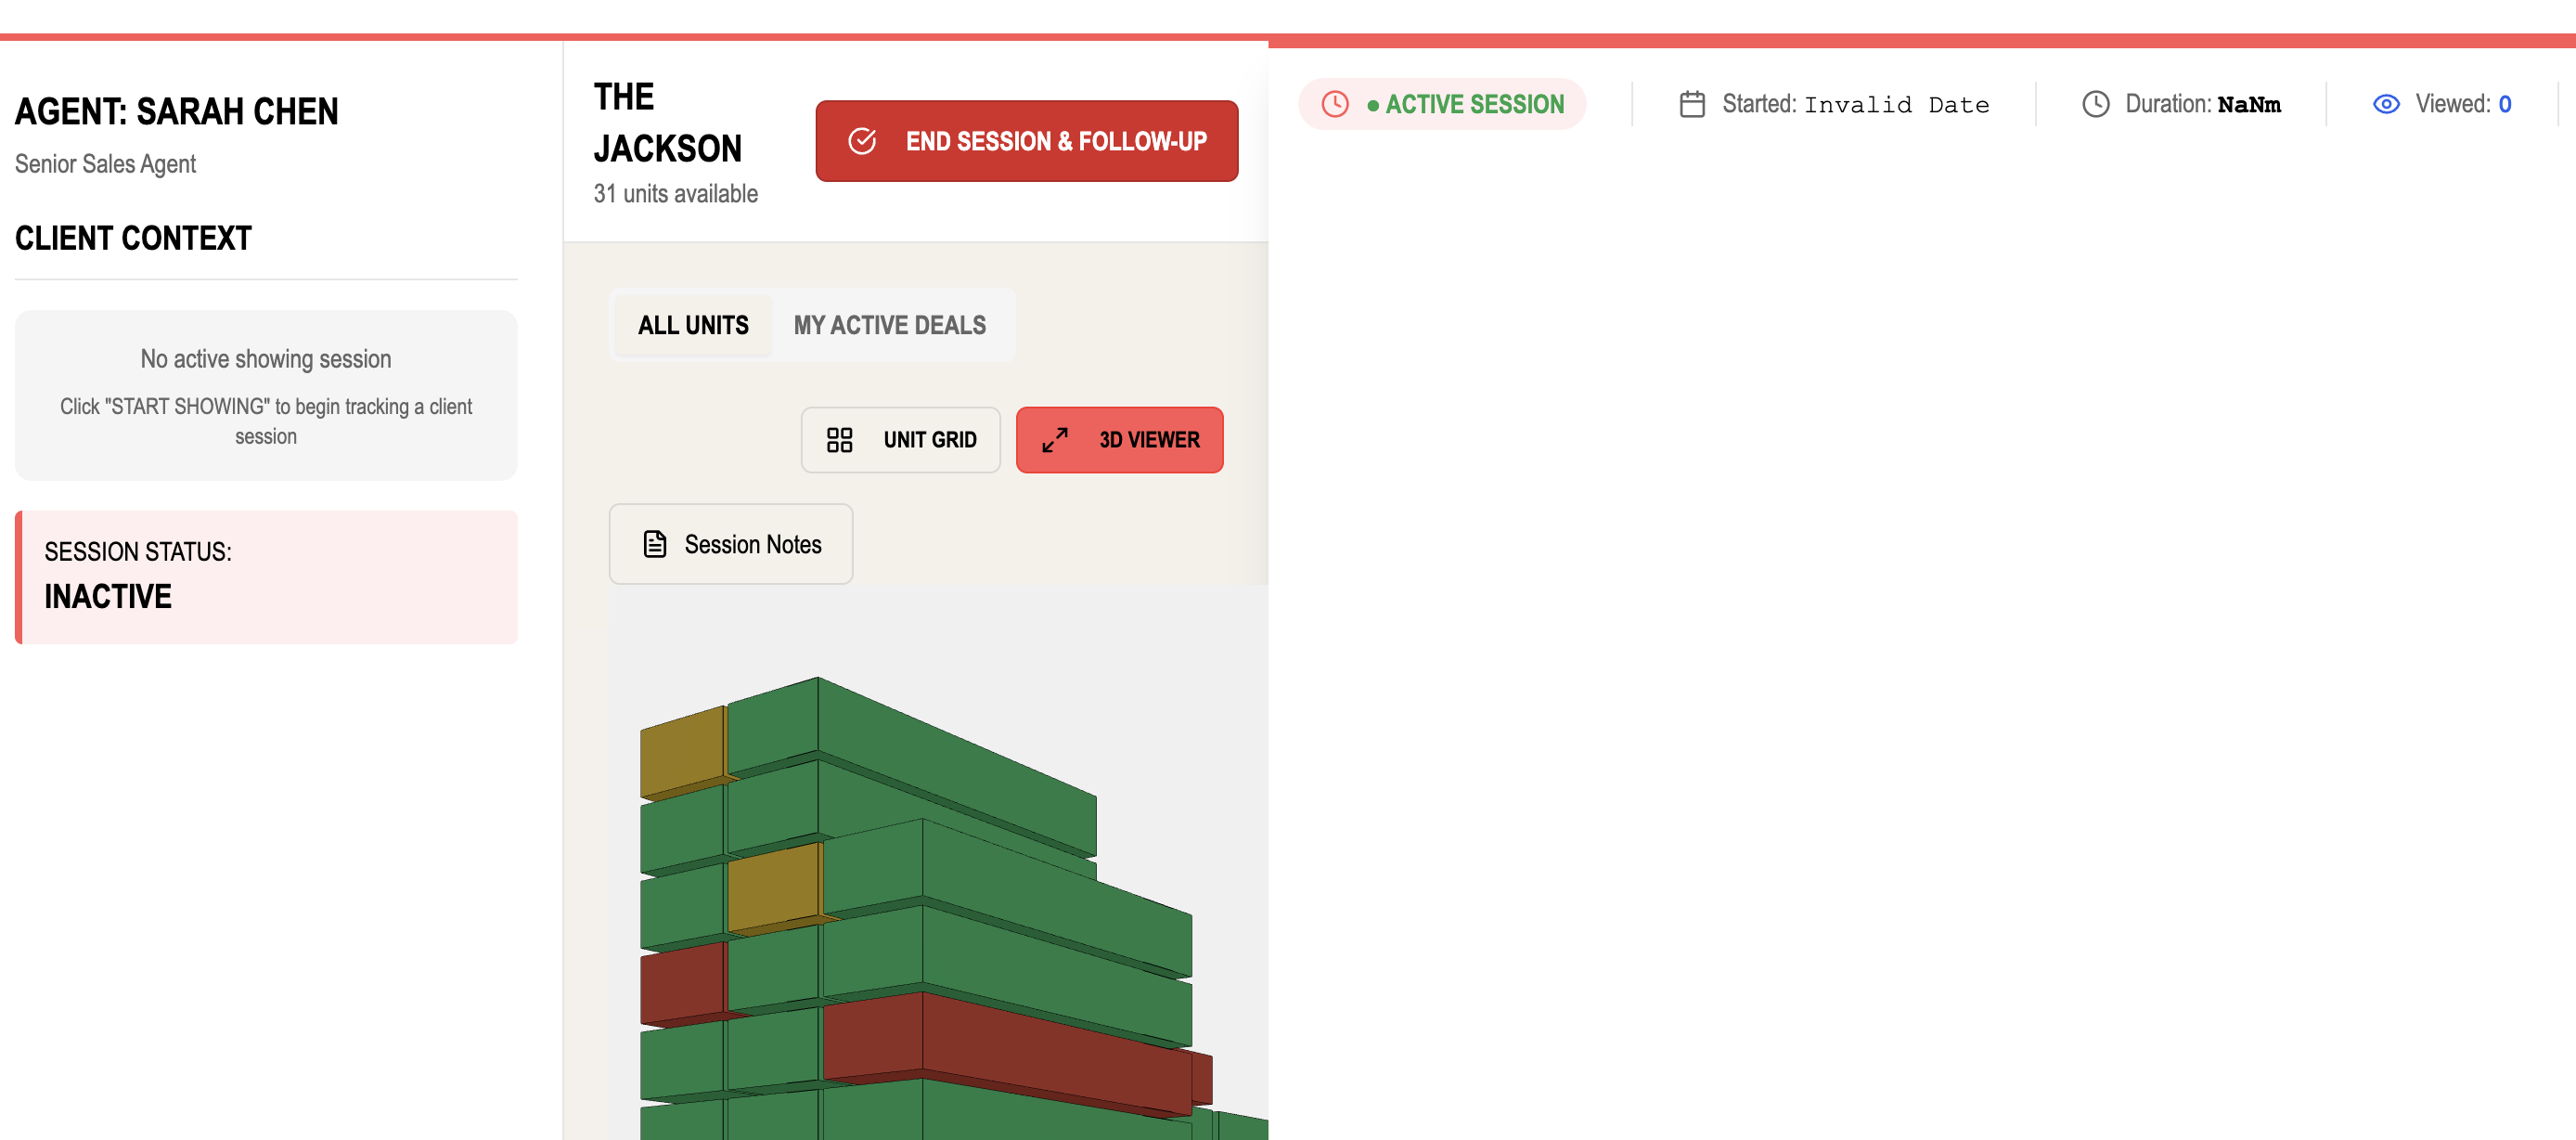 AGENT: SARAH CHEN
Senior Sales Agent
CLIENT CONTEXT
No active showing session
Click "START SHOWING" to begin tracking a client
session
SESSION STATUS:
INACTIVE
THE
JACKSON
31 units available
END SESSION & FOLLOW-UP
ALL UNITS
MY ACTIVE DEALS
UNIT GRID
3D VIEWER
Session Notes
● ACTIVE SESSION
Started: Invalid Date
Duration: NaNm
Viewed: 0